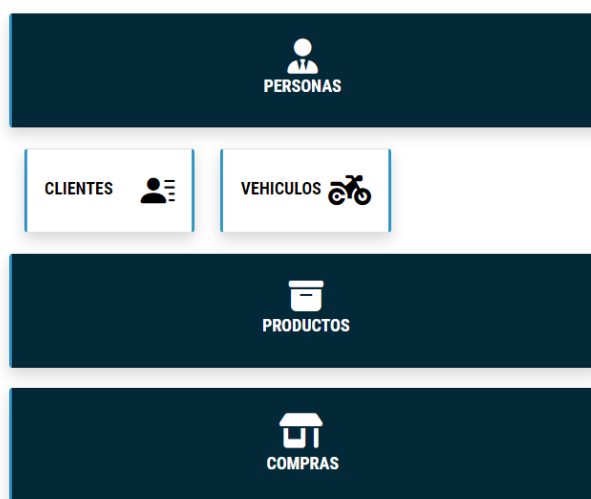 PERSONAS
CLIENTES
VEHICULOS
PRODUCTOS
COMPRAS